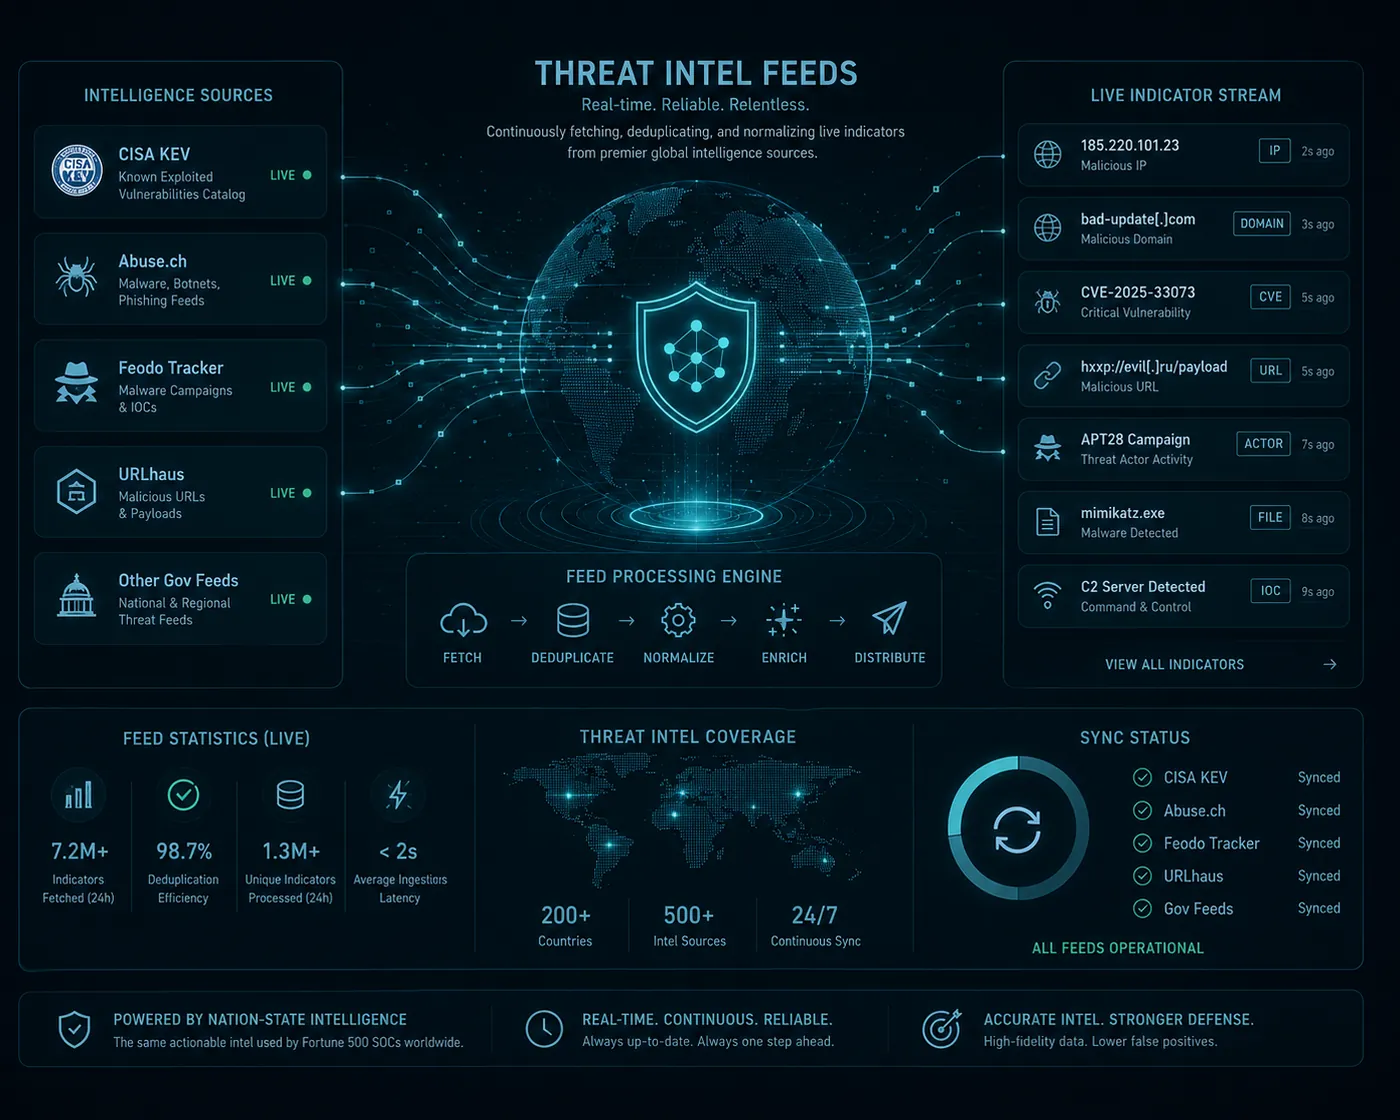 THREAT INTEL FEEDS
Real-time. Reliable. Relentless.
Continuously fetching, deduplicating, and normalizing live indicators
from premier global intelligence sources.
INTELLIGENCE SOURCES
CISA
KEV
CISA KEV
Known Exploited
Vulnerabilities Catalog
LIVE
Abuse.ch
Malware, Botnets,
Phishing Feeds
LIVE
Feodo Tracker
Malware Campaigns
& IOCs
LIVE
URLhaus
Malicious URLs
& Payloads
LIVE
Other Gov Feeds
National & Regional
Threat Feeds
LIVE
LIVE INDICATOR STREAM
185.220.101.23
Malicious IP
IP
2s ago
bad-update[.]com
Malicious Domain
DOMAIN
3s ago
CVE-2025-33073
Critical Vulnerability
CVE
5s ago
hxxp://evil[.]ru/payload
Malicious URL
URL
5s ago
APT28 Campaign
Threat Actor Activity
ACTOR
7s ago
mimikatz.exe
Malware Detected
FILE
8s ago
C2 Server Detected
Command & Control
IOC
9s ago
VIEW ALL INDICATORS →
FEED PROCESSING ENGINE
FETCH → DEDUPLICATE → NORMALIZE → ENRICH → DISTRIBUTE
FEED STATISTICS (LIVE)
7.2M+
Indicators
Fetched (24h)
98.7%
Deduplication
Efficiency
1.3M+
Unique Indicators
Processed (24h)
< 2s
Average Ingestion
Latency
THREAT INTEL COVERAGE
200+
Countries
500+
Intel Sources
24/7
Continuous Sync
SYNC STATUS
CISA KEV Synced
Abuse.ch Synced
Feodo Tracker Synced
URLhaus Synced
Gov Feeds Synced
ALL FEEDS OPERATIONAL
POWERED BY NATION-STATE INTELLIGENCE
The same actionable intel used by Fortune 500 SOCs worldwide.
REAL-TIME. CONTINUOUS. RELIABLE.
Always up-to-date. Always one step ahead.
ACCURATE INTEL. STRONGER DEFENSE.
High-fidelity data. Lower false positives.